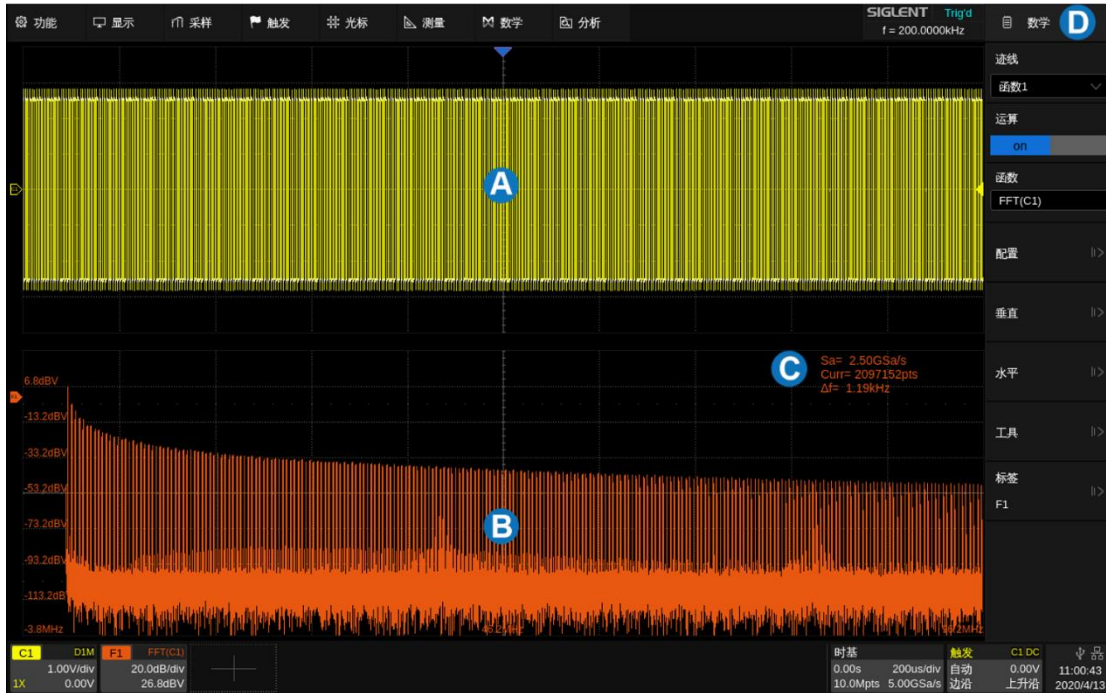 功能 显示 采样 触发 光标 测量 数学 分析
SIGLENT Trig'd
f = 200.0000kHz
数学 D
迹线
函数1
运算
on
函数
FFT(C1)
配置
垂直
水平
工具
标签
F1
A
C
Sa= 2.50GSa/s
Curr= 2097152pts
Δf= 1.19kHz
6.8dBV
-13.2dBV
-33.2dBV
-53.2dBV
-73.2dBV
-93.2dBV
-113.2dB
B
-3.8MHz
C1 D1M
1.00V/div
1X 0.00V
F1 FFT(C1)
20.0dB/div
26.8dBV
时基
0.00s 200us/div
10.0Mpts 5.00GSa/s
触发 C1 DC
自动 0.00V
边沿 上升沿
11:00:43
2020/4/13